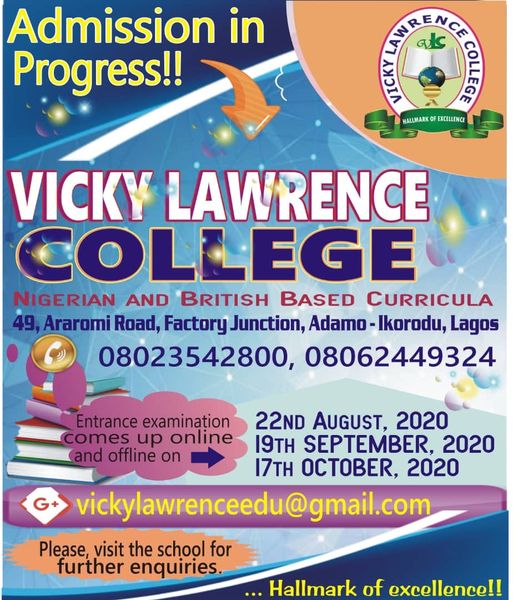 Admission in
Progress!!
VICKY LAWRENCE COLLEGE
HALLMARK OF EXCELLENCE
VICKY LAWRENCE
COLLEGE
NIGERIAN AND BRITISH BASED CURRICULA
49, Araromi Road, Factory Junction, Adamo - Ikorodu, Lagos
08023542800, 08062449324
Entrance examination
comes up online
and offline on
22ND AUGUST, 2020
19TH SEPTEMBER, 2020
17TH OCTOBER, 2020
G+ vickylawrenceedu@gmail.com
Please, visit the school for
further enquiries.
... Hallmark of excellence!!